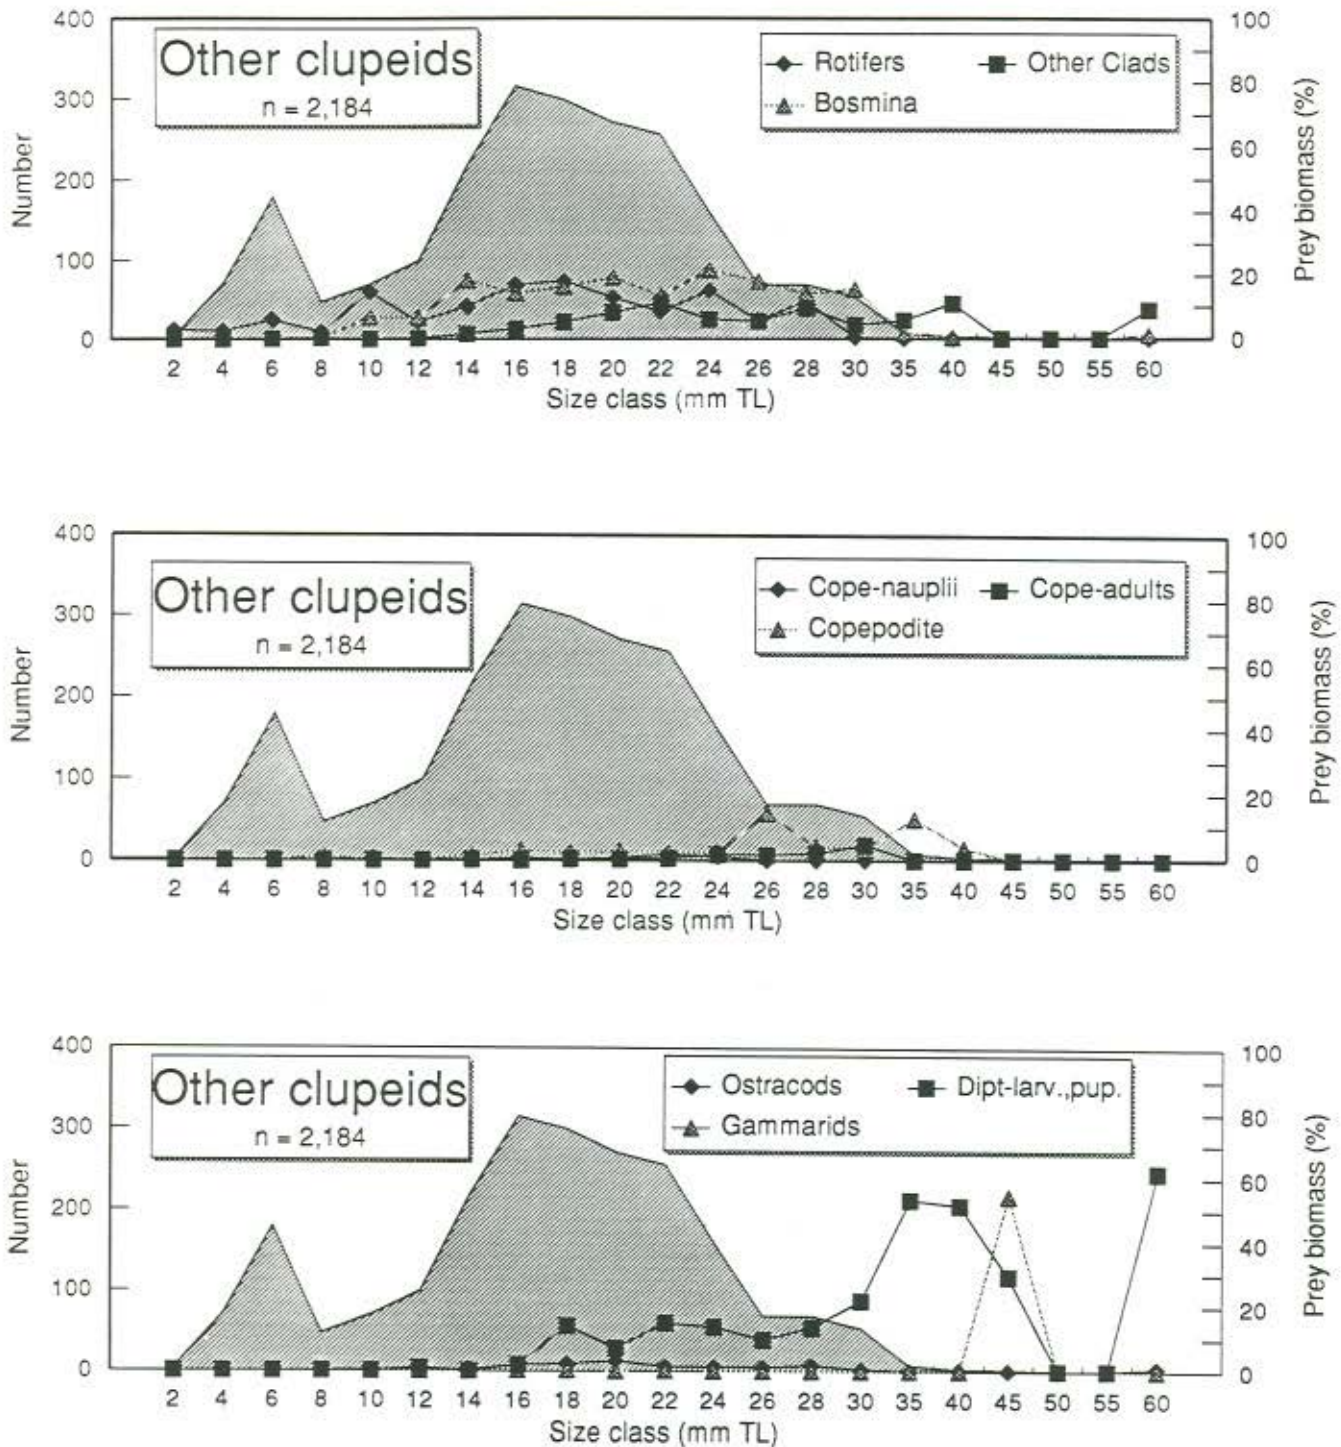 Other clupeids
n = 2,184
Rotifers
Other Clads
Bosmina
400
300
200
100
0
Number
100
80
60
40
20
0
Prey biomass (%)
2 4 6 8 10 12 14 16 18 20 22 24 26 28 30 35 40 45 50 55 60
Size class (mm TL)
Other clupeids
n = 2,184
Cope-nauplii
Cope-adults
Copepodite
400
300
200
100
0
Number
100
80
60
40
20
0
Prey biomass (%)
2 4 6 8 10 12 14 16 18 20 22 24 26 28 30 35 40 45 50 55 60
Size class (mm TL)
Other clupeids
n = 2,184
Ostracods
Dipt-larv.,pup.
Gammarids
400
300
200
100
0
Number
100
80
60
40
20
0
Prey biomass (%)
2 4 6 8 10 12 14 16 18 20 22 24 26 28 30 35 40 45 50 55 60
Size class (mm TL)